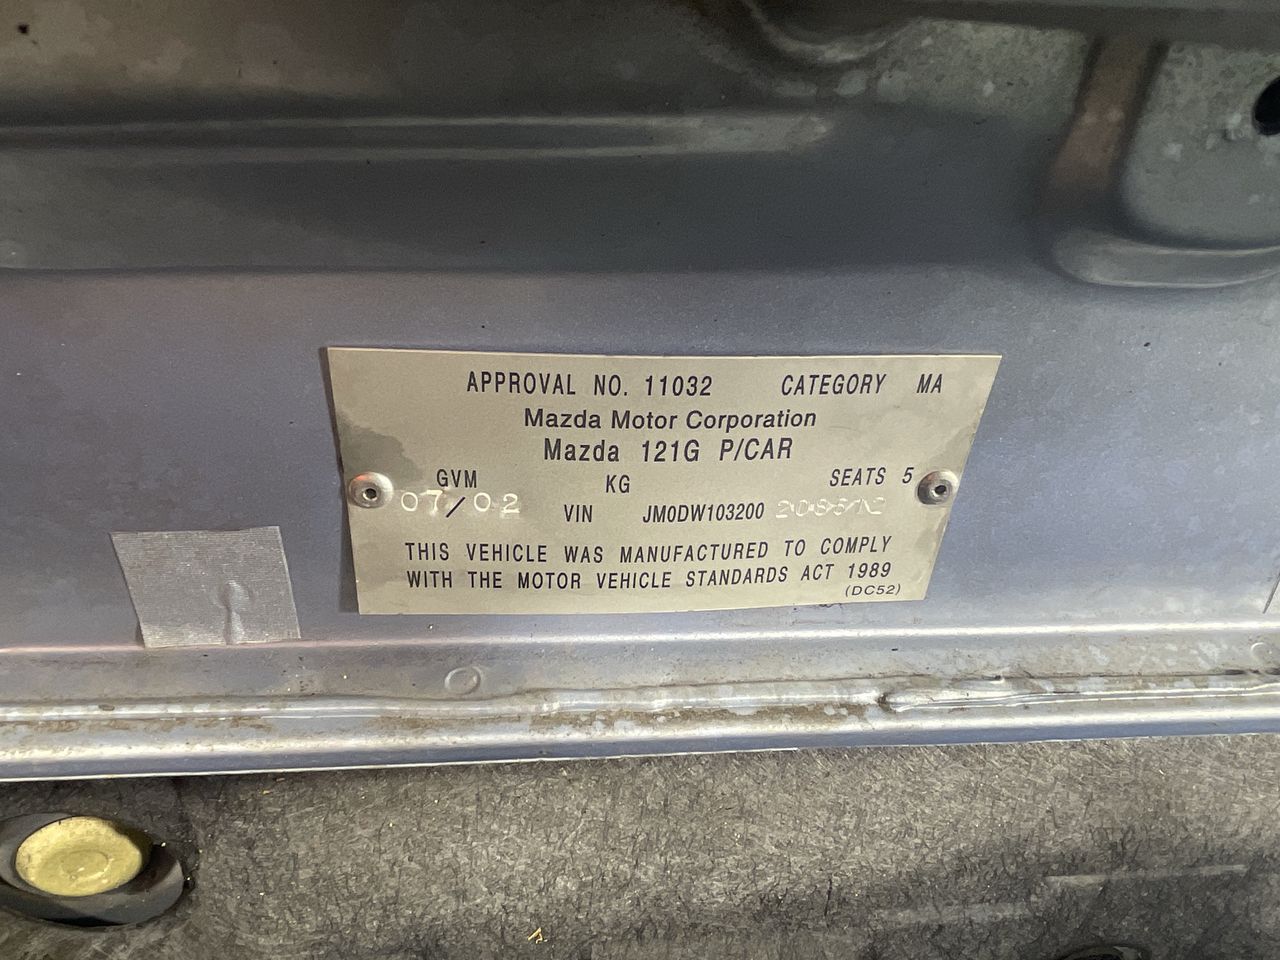 APPROVAL NO. 11032 CATEGORY MA
Mazda Motor Corporation
Mazda 121G P/CAR
GVM KG SEATS 5
07/02 VIN JM0DW103200
THIS VEHICLE WAS MANUFACTURED TO COMPLY
WITH THE MOTOR VEHICLE STANDARDS ACT 1989
(DC52)